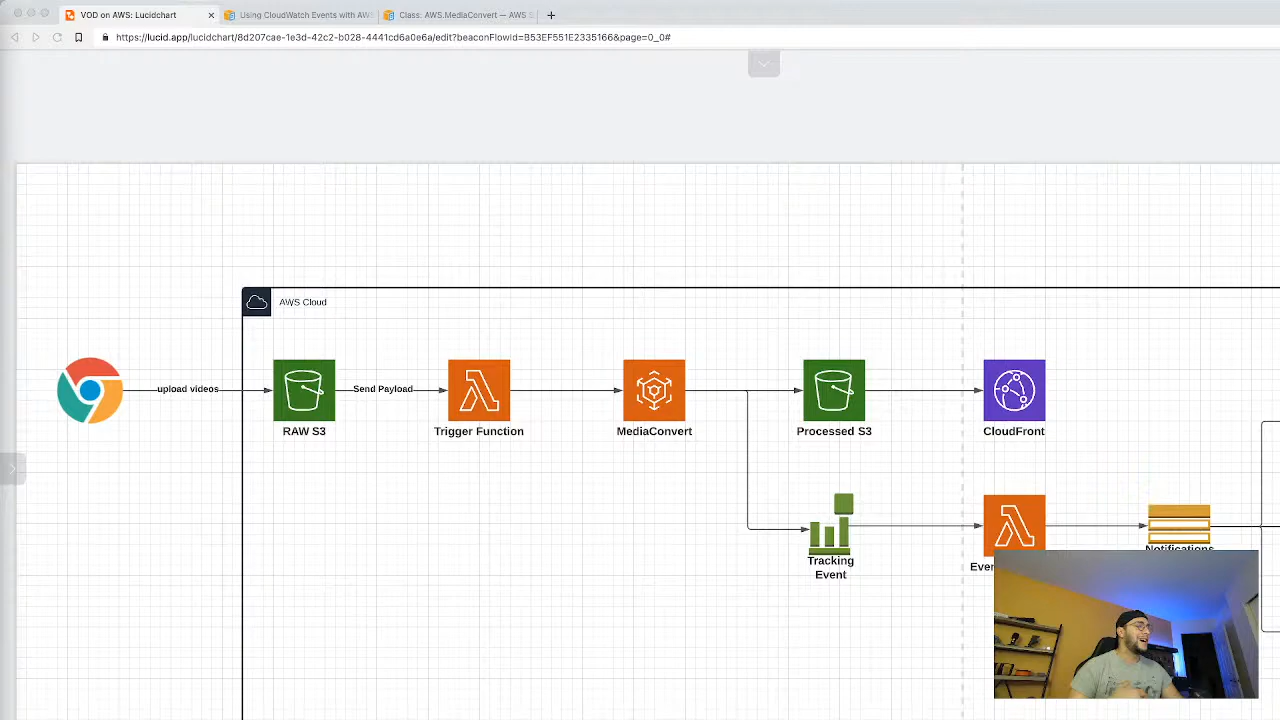 VOD on AWS: Lucidchart
Using CloudWatch Events with AWS
Class: AWS.MediaConvert — AWS S
https://lucid.app/lucidchart/8d207cae-1e3d-42c2-b028-4441cd6a0e6a/edit?beaconFlowId=B53EF551E2335166&page=0_0#
AWS Cloud
upload videos
Send Payload
RAW S3
Trigger Function
MediaConvert
Processed S3
CloudFront
Tracking
Event
Even
Notifications